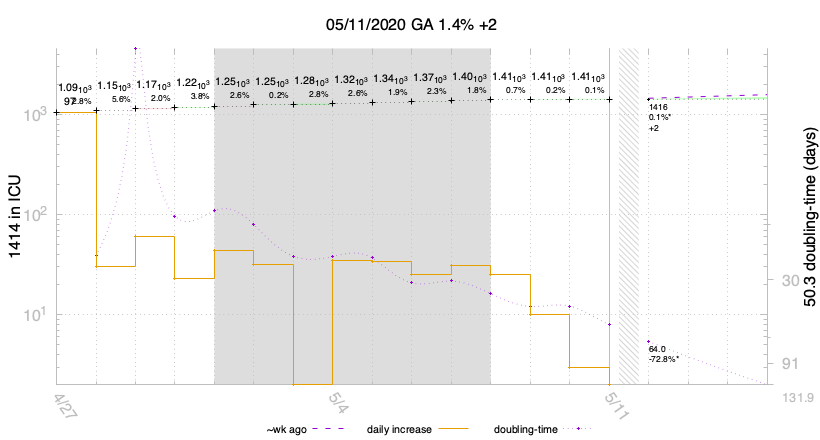 05/11/2020 GA 1.4% +2
1.0910³ 1.1510³ 1.1710³ 1.2210³ 1.2510³ 1.2510³ 1.2810³ 1.3210³ 1.3410³ 1.3710³ 1.4010³ 1.4110³ 1.4110³ 1.4110³
2.8% 5.6% 2.0% 3.8% 2.6% 0.2% 2.8% 2.6% 1.9% 2.3% 1.8% 0.7% 0.2% 0.1%
10³
10²
10¹
1414 in ICU
1416
0.1%*
+2
64.0
-72.8%*
30
91
131.9
50.3 doubling-time (days)
4/27
5/4
5/11
~wk ago
daily increase
doubling-time